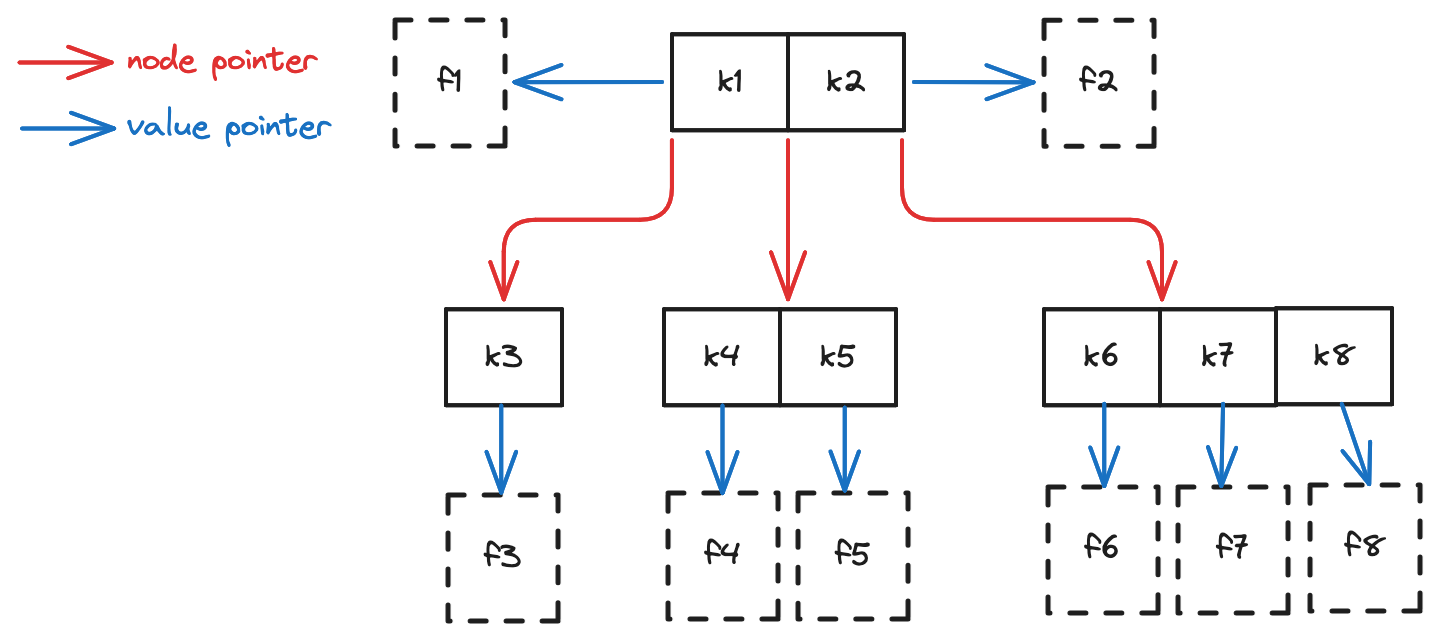 node pointer
value pointer
f1
k1
k2
f2
k3
k4
k5
k6
k7
k8
f3
f4
f5
f6
f7
f8